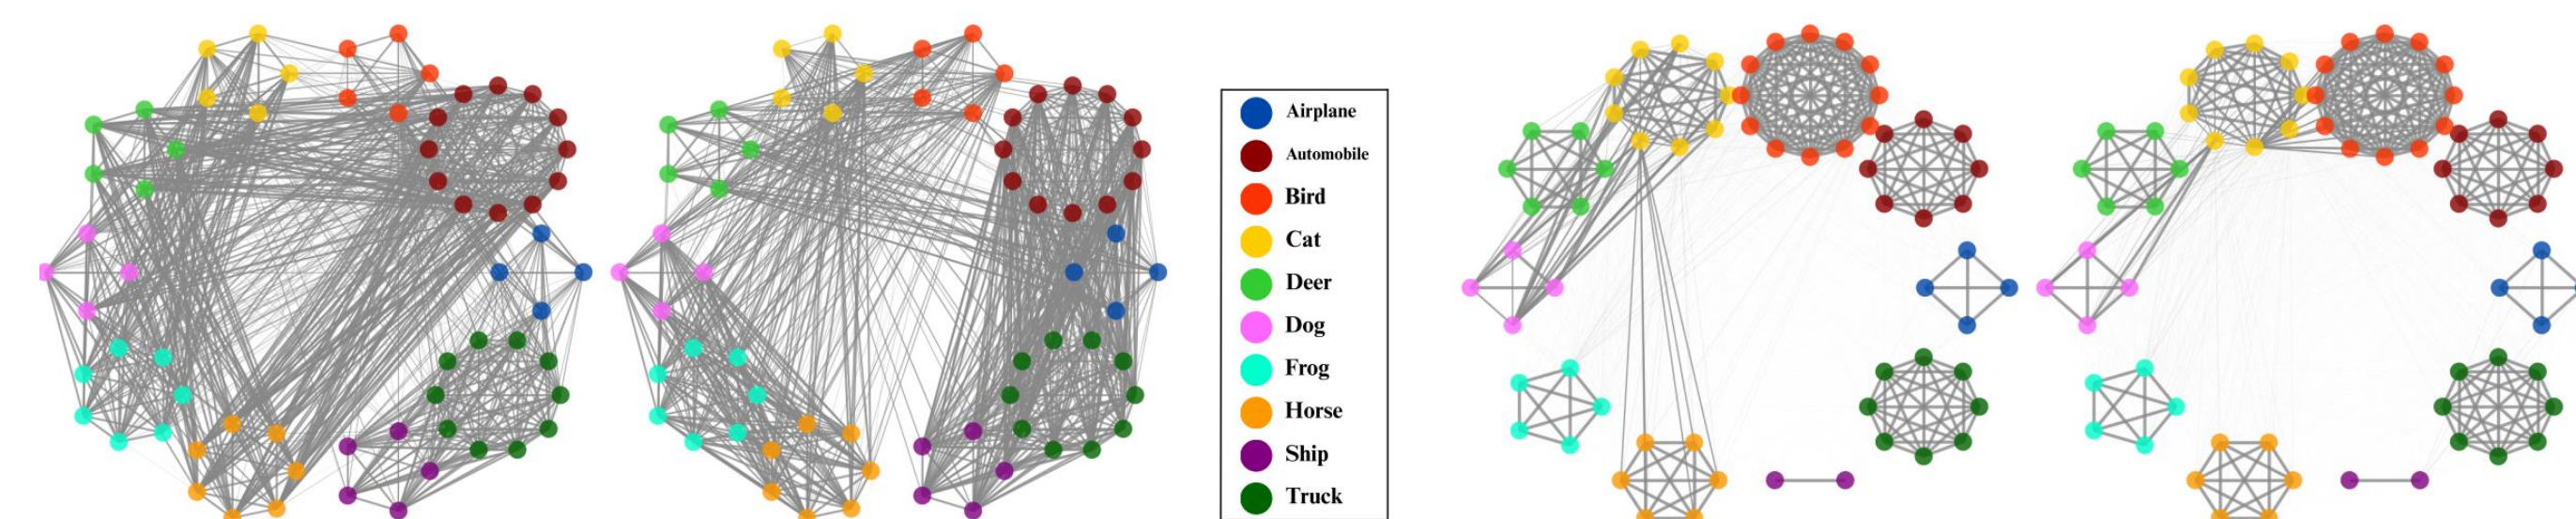 Airplane
Automobile
Bird
Cat
Deer
Dog
Frog
Horse
Ship
Truck